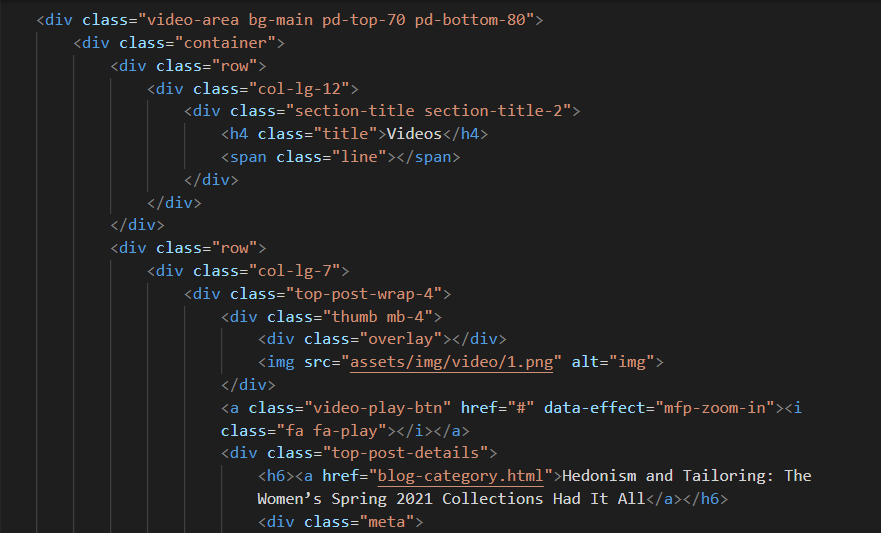 <div class="video-area bg-main pd-top-70 pd-bottom-80">
<div class="container">
<div class="row">
<div class="col-lg-12">
<div class="section-title section-title-2">
<h4 class="title">Videos</h4>
<span class="line"></span>
</div>
</div>
</div>
<div class="row">
<div class="col-lg-7">
<div class="top-post-wrap-4">
<div class="thumb mb-4">
<div class="overlay"></div>
<img src="assets/img/video/1.png" alt="img">
</div>
<a class="video-play-btn" href="#" data-effect="mfp-zoom-in"><i
class="fa fa-play"></i></a>
<div class="top-post-details">
<h6><a href="blog-category.html">Hedonism and Tailoring: The
Women’s Spring 2021 Collections Had It All</a></h6>
<div class="meta">